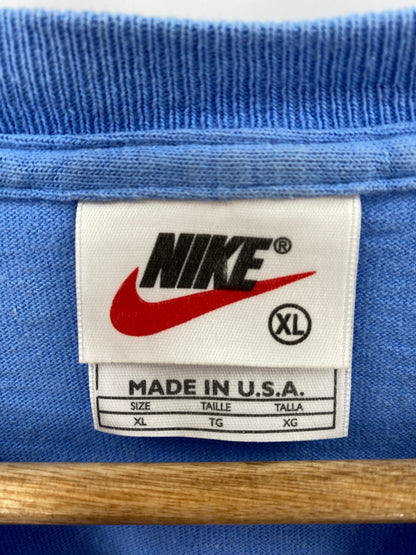 NIKE®
XL
MADE IN U.S.A.
SIZE TAILLE TALLA
XL TG XG